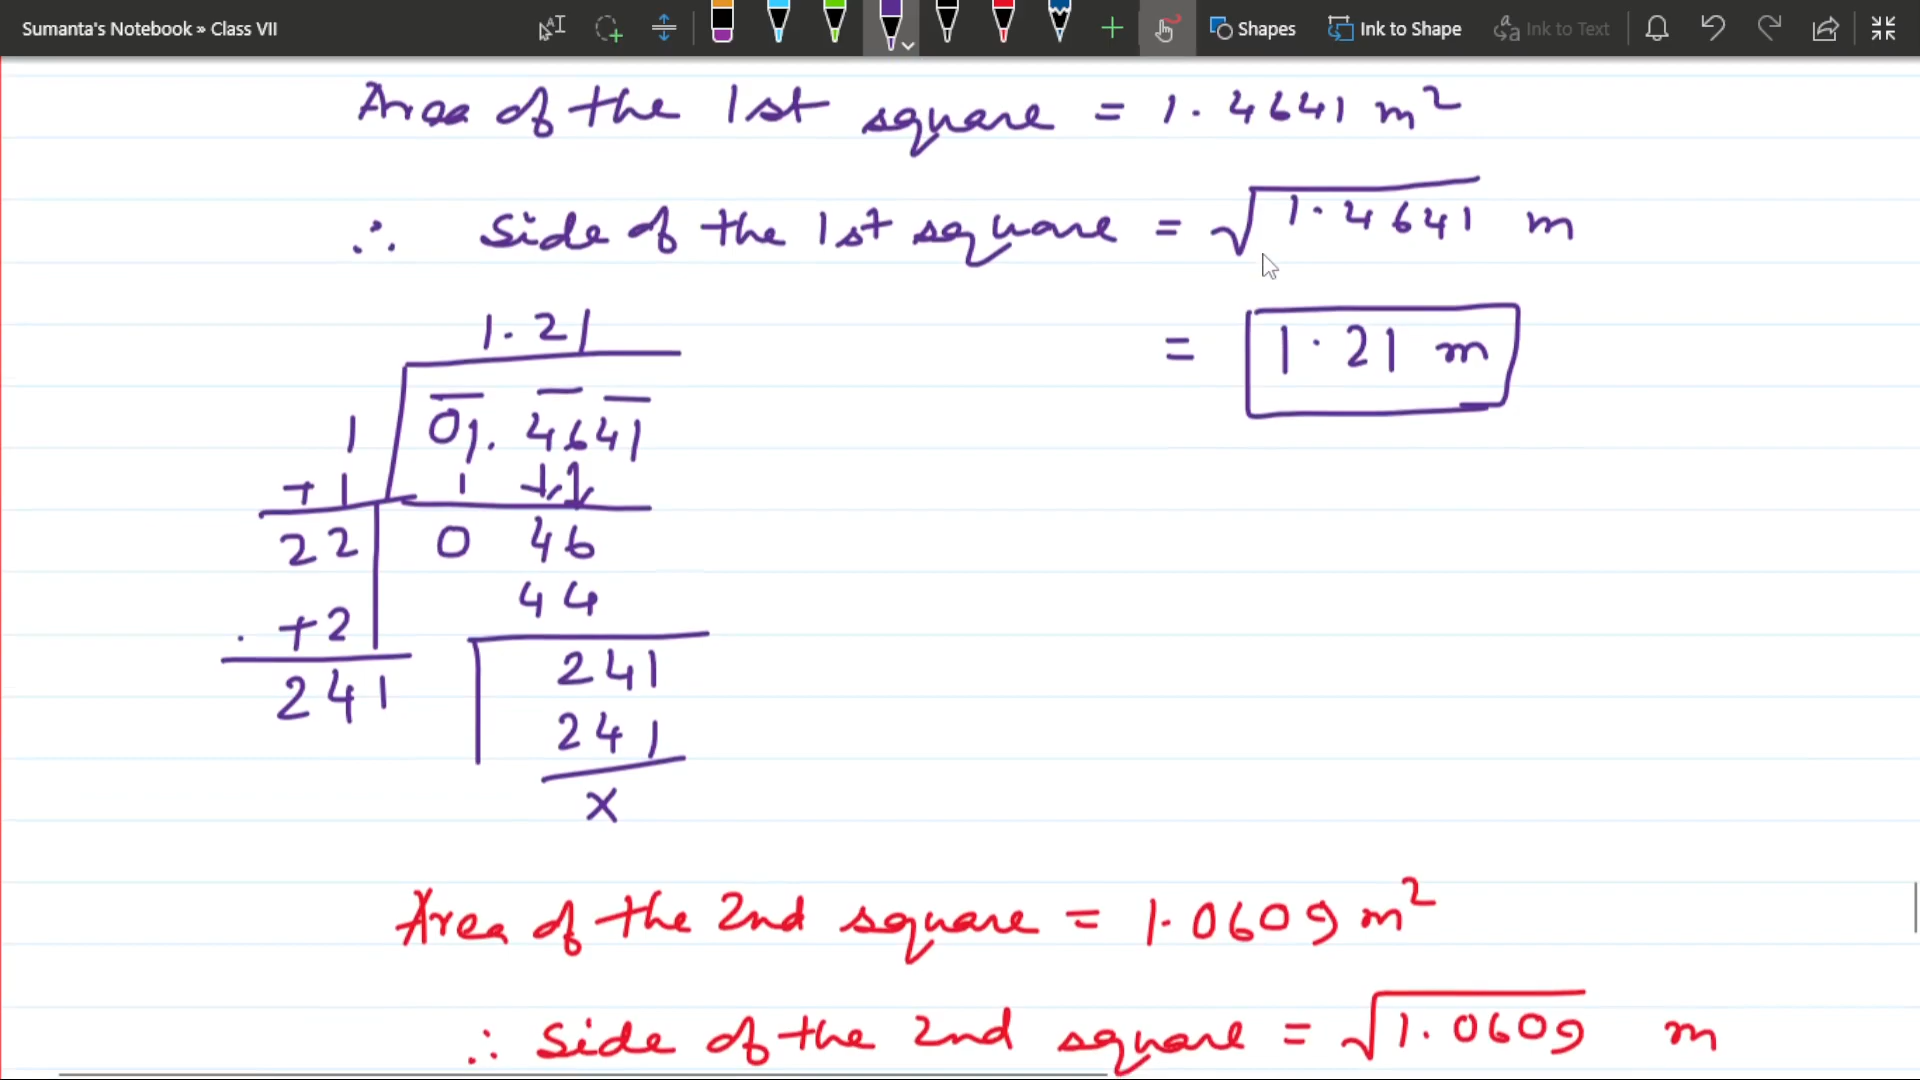 Sumanta's Notebook » Class VII
Shapes
Ink to Shape
Ink to Text
Area of the 1st square = 1.4641 m²
∴ Side of the 1st square = √1.4641 m
= 1.21 m
1.21
1 01.4641
+1 1
22 0 46
+2 44
241 241
241
x
Area of the 2nd square = 1.0609 m²
∴ Side of the 2nd square = √1.0609 m